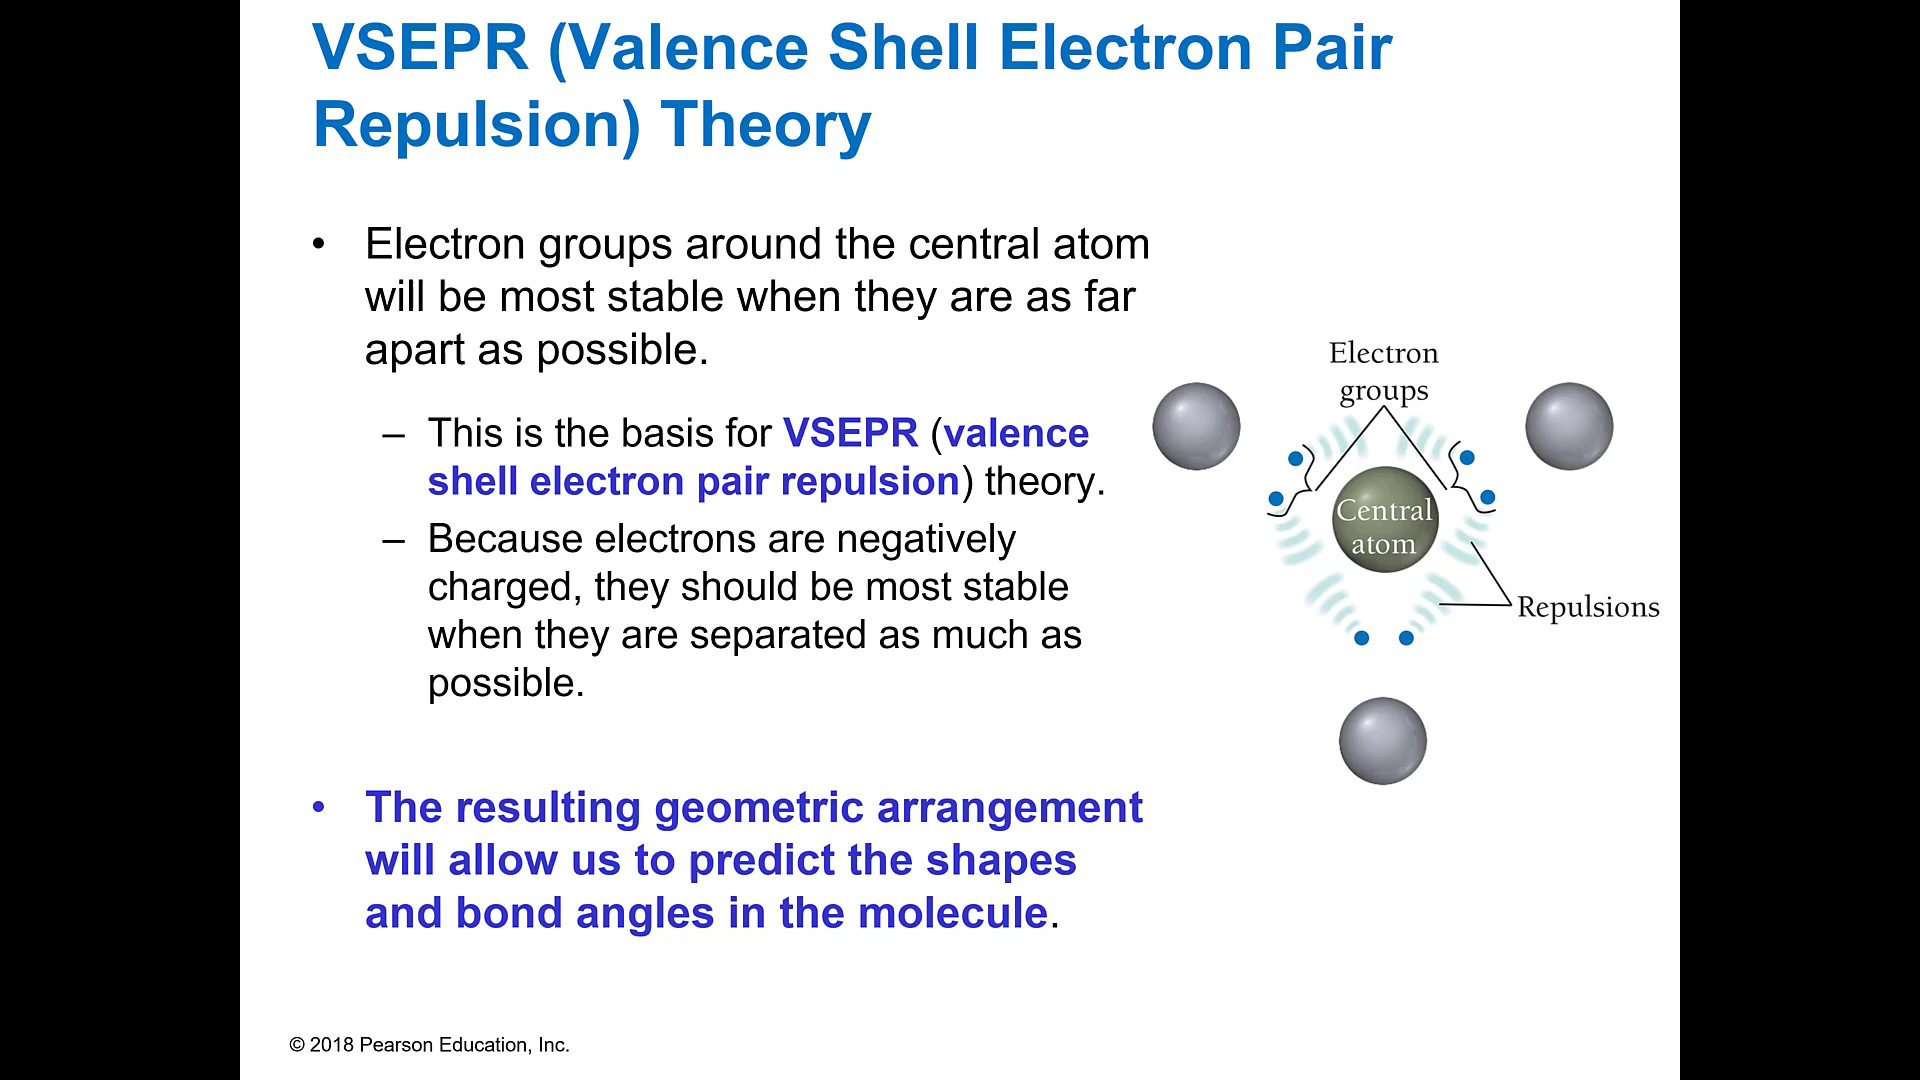 VSEPR (Valence Shell Electron Pair
Repulsion) Theory
• Electron groups around the central atom
will be most stable when they are as far
apart as possible.
– This is the basis for VSEPR (valence
shell electron pair repulsion) theory.
– Because electrons are negatively
charged, they should be most stable
when they are separated as much as
possible.
• The resulting geometric arrangement
will allow us to predict the shapes
and bond angles in the molecule.
Electron
groups
Central
atom
Repulsions
© 2018 Pearson Education, Inc.